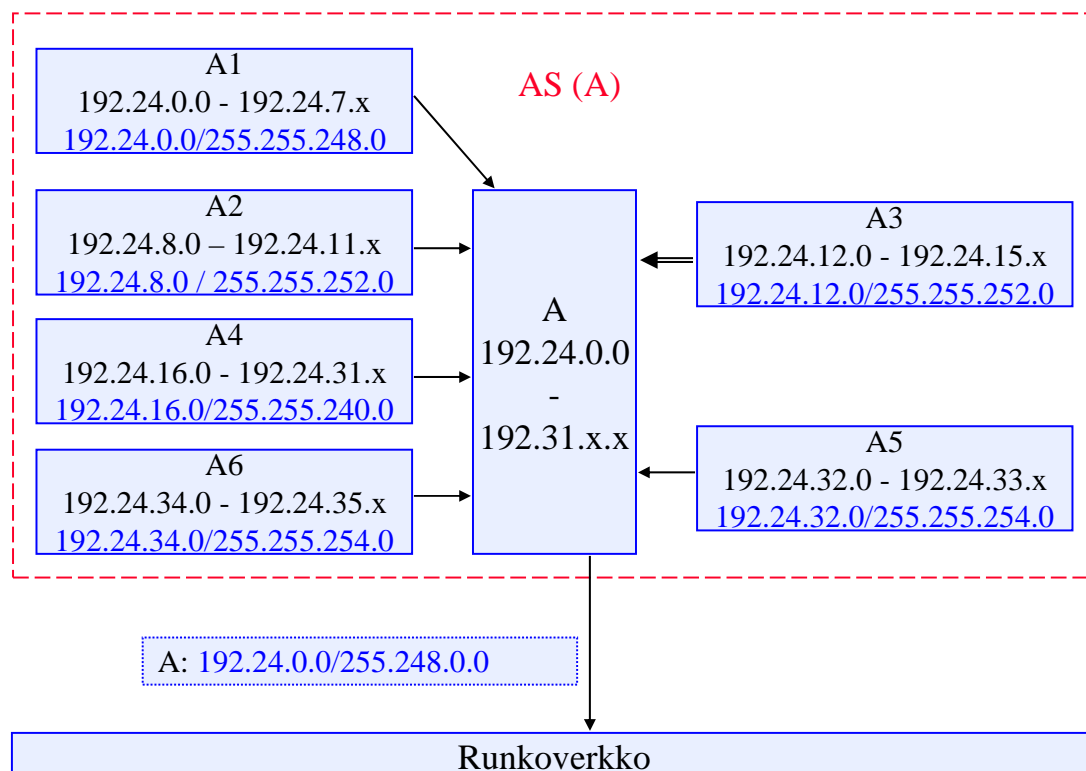 AS (A)
A1
192.24.0.0 - 192.24.7.x
192.24.0.0/255.255.248.0
A2
192.24.8.0 – 192.24.11.x
192.24.8.0 / 255.255.252.0
A3
192.24.12.0 - 192.24.15.x
192.24.12.0/255.255.252.0
A
192.24.0.0
-
192.31.x.x
A4
192.24.16.0 - 192.24.31.x
192.24.16.0/255.255.240.0
A5
192.24.32.0 - 192.24.33.x
192.24.32.0/255.255.254.0
A6
192.24.34.0 - 192.24.35.x
192.24.34.0/255.255.254.0
A: 192.24.0.0/255.248.0.0
Runkoverkko